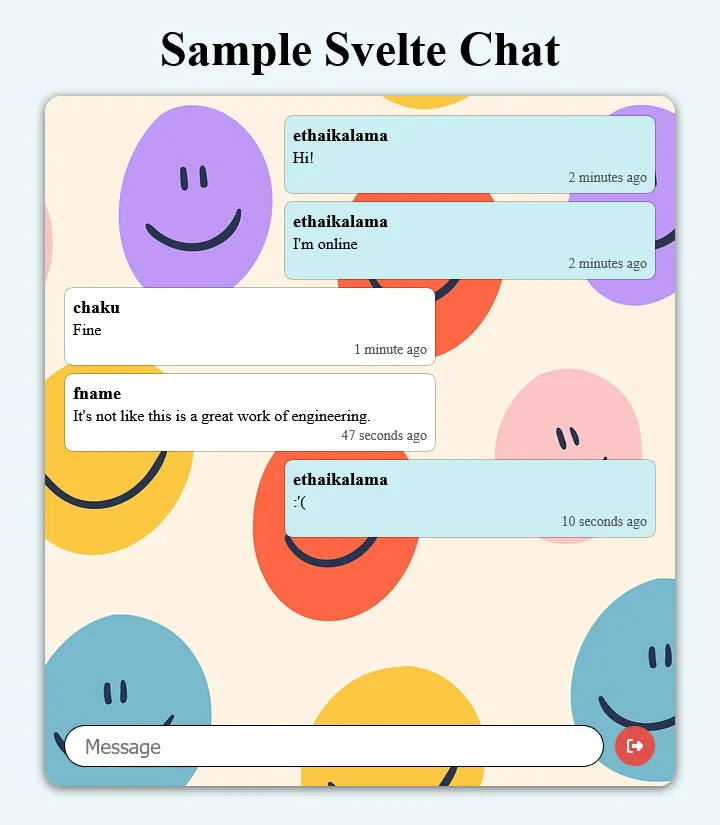 Sample Svelte Chat
ethaikalama
Hi!
2 minutes ago
ethaikalama
I'm online
2 minutes ago
chaku
Fine
1 minute ago
fname
It's not like this is a great work of engineering.
47 seconds ago
ethaikalama
:'(
10 seconds ago
Message